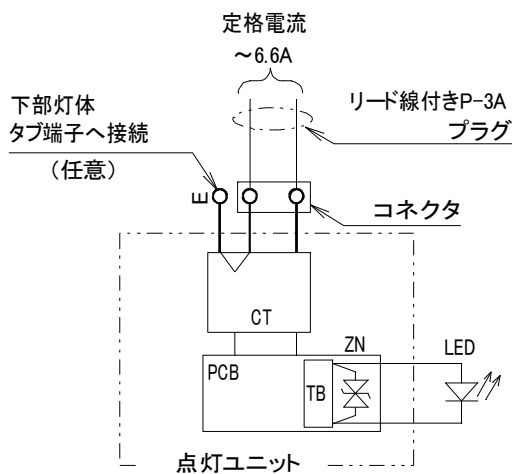 定格電流
～6.6A
下部灯体
タブ端子へ接続
（任意）
リード線付きP-3A
プラグ
E
コネクタ
CT
ZN
LED
PCB
TB
点灯ユニット